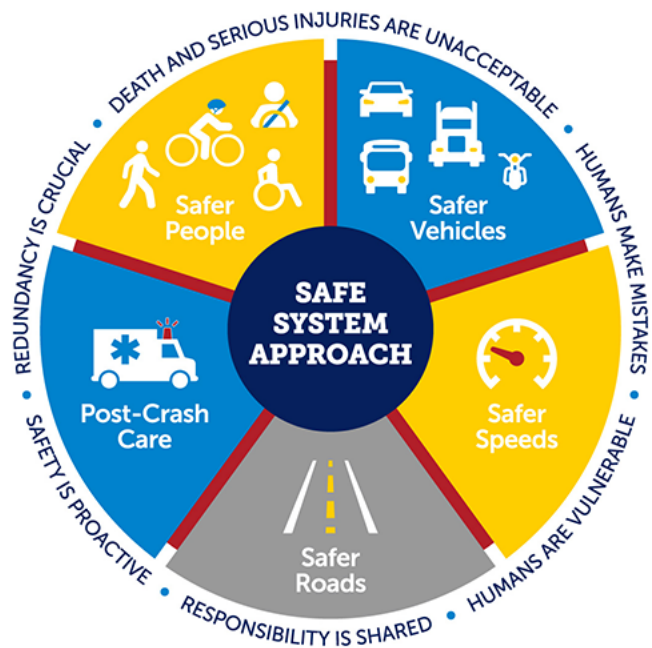 DEATH AND SERIOUS INJURIES ARE UNACCEPTABLE
HUMANS MAKE MISTAKES
HUMANS ARE VULNERABLE
RESPONSIBILITY IS SHARED
SAFETY IS PROACTIVE
REDUNDANCY IS CRUCIAL
Safer
People
Safer
Vehicles
SAFE
SYSTEM
APPROACH
Post-Crash
Care
Safer
Speeds
Safer
Roads